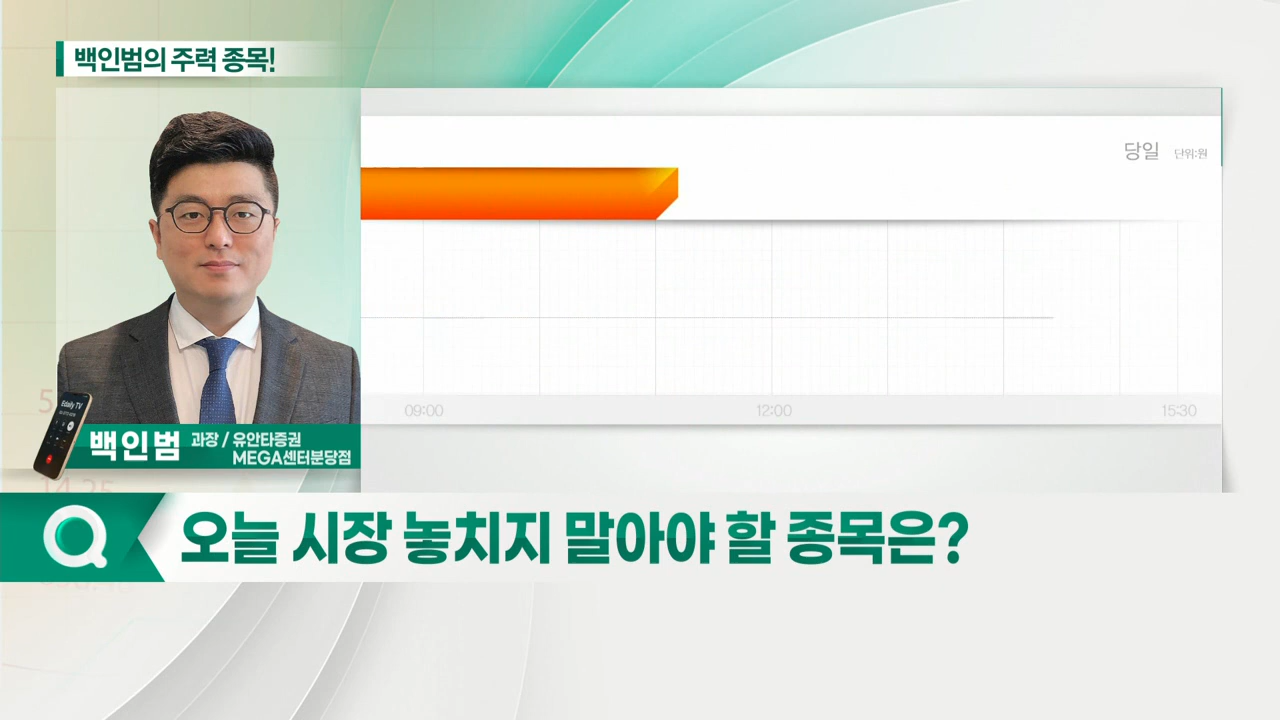 백인범의 주력 종목!
당일 단위:원
09:00 12:00 15:30
Edaily TV
백인범 과장 / 유안타증권
MEGA센터분당점
오늘 시장 놓치지 말아야 할 종목은?